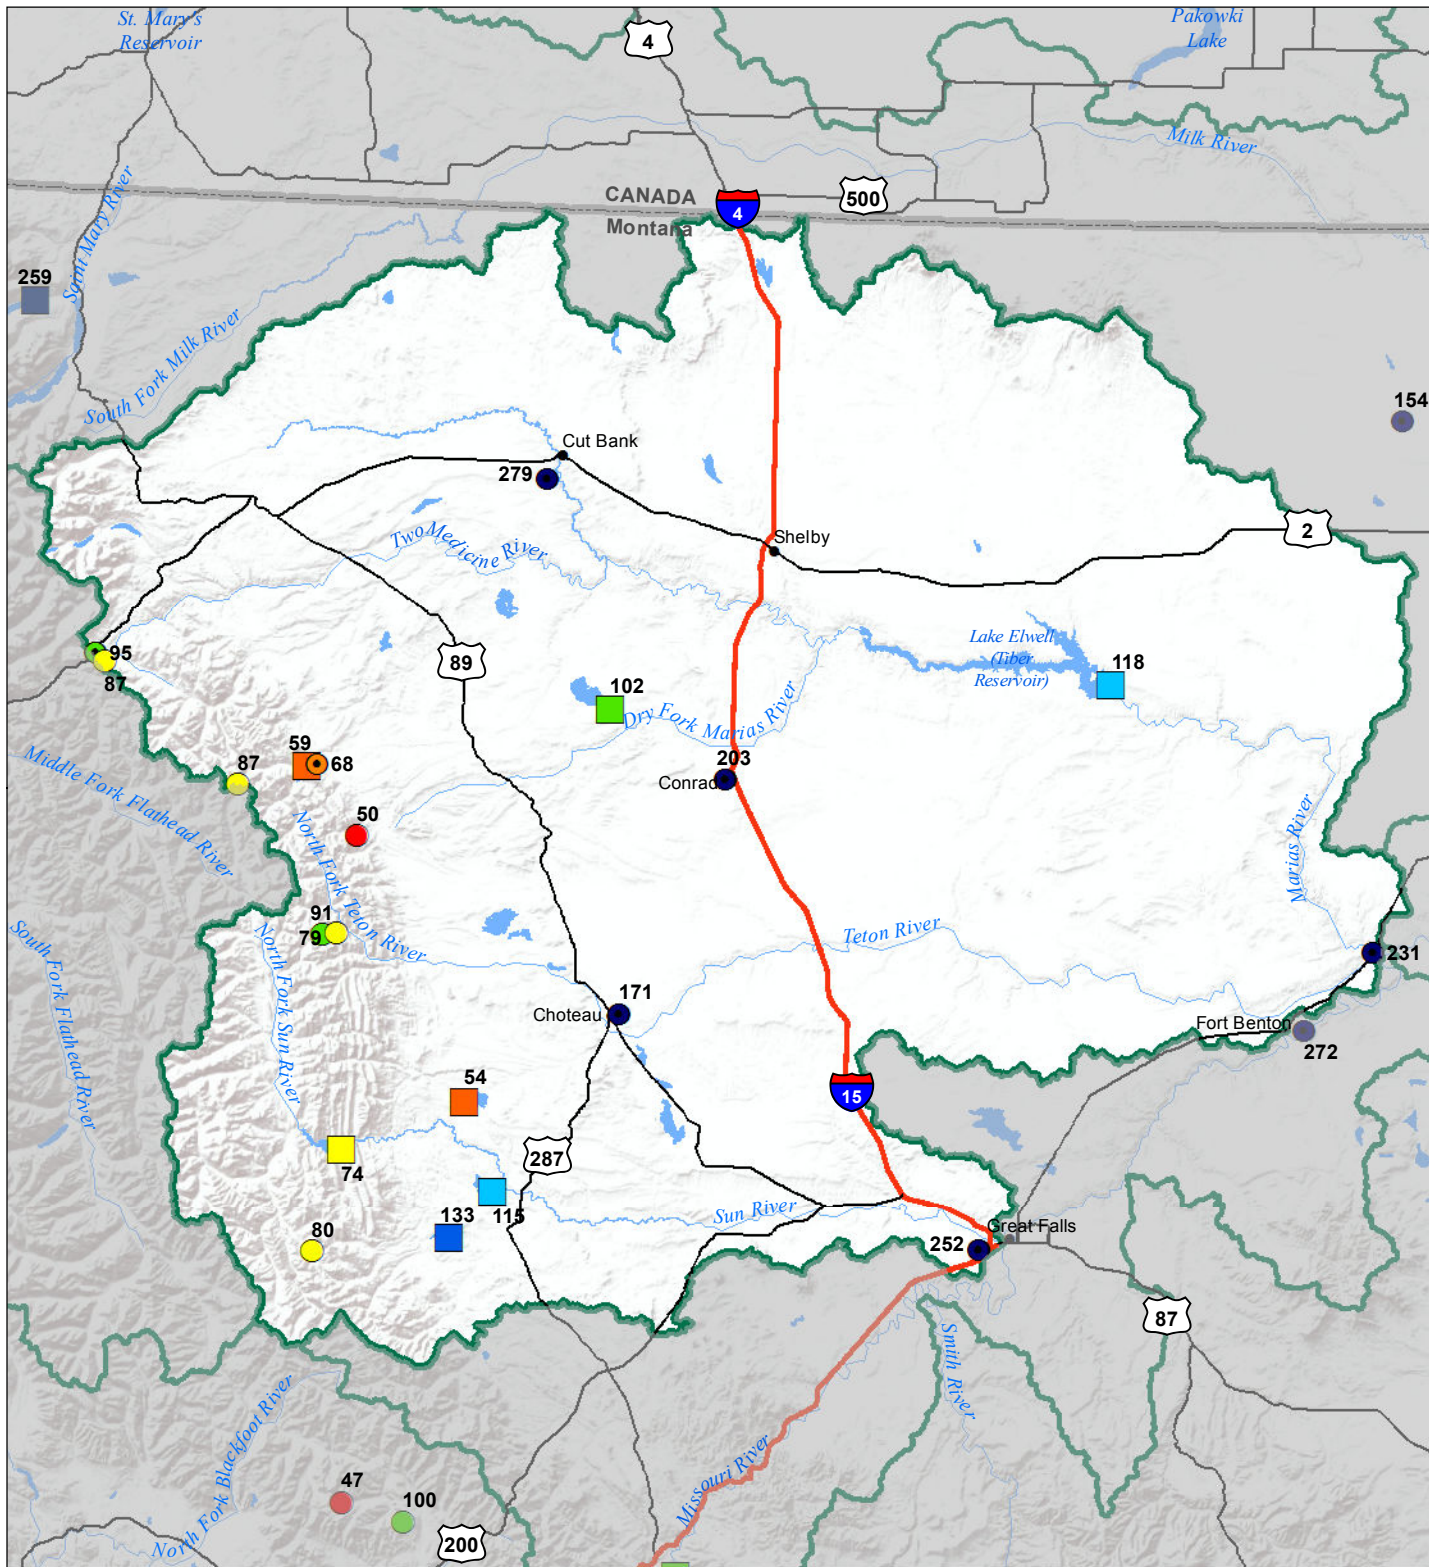 St. Mary's
Reservoir
Pakowki
Lake
4
Milk River
CANADA
Montana
4
500
Saint Mary River
259
South Fork Milk River
154
Cut Bank
279
Two Medicine River
Shelby
2
95
87
89
Lake Elwell
(Tiber
Reservoir)
118
102
Dry Fork Marias River
59
68
87
203
Conrad
Middle Fork Flathead River
50
North Fork Teton River
Marias River
91
79
Teton River
231
South Fork Flathead River
North Fork Sun River
171
Choteau
Fort Benton
272
54
15
74
287
115
133
Sun River
80
252
Great Falls
87
Smith River
North Fork Blackfoot River
Missouri River
47
100
200